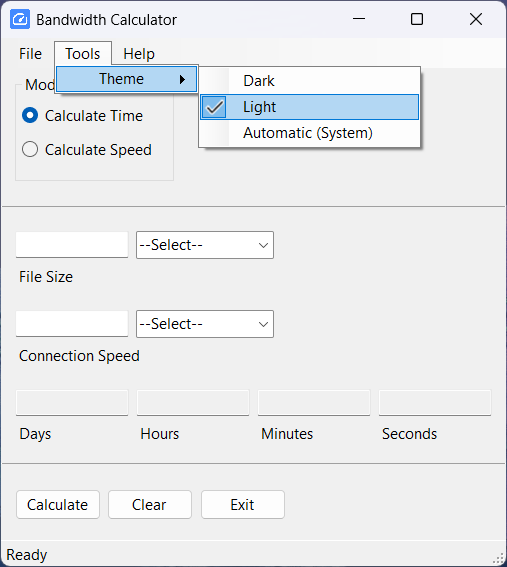 Bandwidth Calculator
File Tools Help
Theme
Dark
Light
Automatic (System)
Calculate Time
Calculate Speed
--Select--
File Size
--Select--
Connection Speed
Days Hours Minutes Seconds
Calculate Clear Exit
Ready